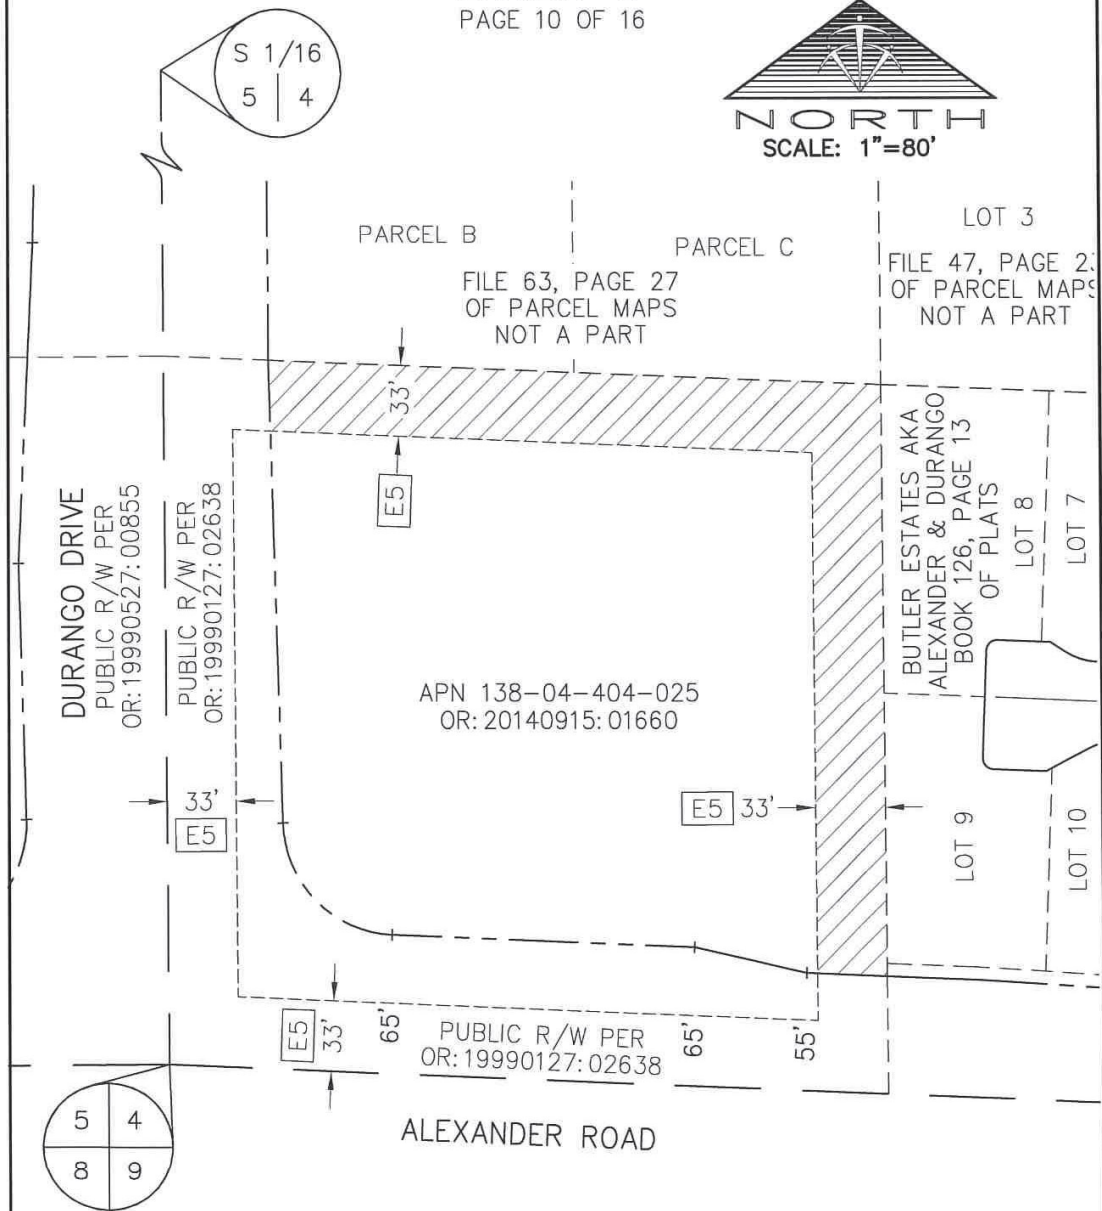 PAGE 10 OF 16
S 1/16
5 4
NORTH
SCALE: 1"=80'
PARCEL B
PARCEL C
FILE 63, PAGE 27
OF PARCEL MAPS
NOT A PART
LOT 3
FILE 47, PAGE
OF PARCEL MAPS
NOT A PART
33'
E5
DURANGO DRIVE
PUBLIC R/W PER
OR:19990527:00855
PUBLIC R/W PER
OR:19990127:02638
BUTLER ESTATES AKA
ALEXANDER & DURANGO
BOOK 126, PAGE 13
OF PLATS
LOT 8
LOT 7
APN 138-04-404-025
OR:20140915:01660
33'
E5
E5 33'
LOT 9
LOT 10
E5
33'
65'
PUBLIC R/W PER
OR:19990127:02638
65'
55'
5 4
8 9
ALEXANDER ROAD